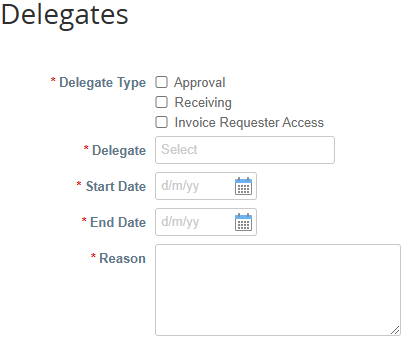 Delegates
* Delegate Type Approval
Receiving
Invoice Requester Access
* Delegate Select
* Start Date d/m/yy
* End Date d/m/yy
* Reason